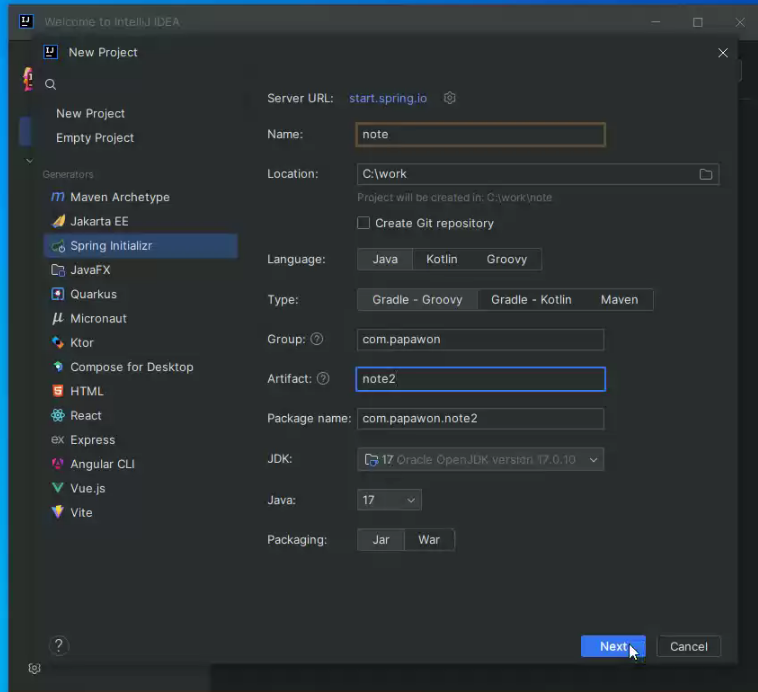 Welcome to IntelliJ IDEA
New Project
New Project
Empty Project
Generators
Maven Archetype
Jakarta EE
Spring Initializr
JavaFX
Quarkus
Micronaut
Ktor
Compose for Desktop
HTML
React
ex Express
Angular CLI
Vue.js
Vite
Server URL: start.spring.io
Name: note
Location: C:\work
Project will be created in: C:\work\note
Create Git repository
Language: Java Kotlin Groovy
Type: Gradle - Groovy Gradle - Kotlin Maven
Group: com.papawon
Artifact: note2
Package name: com.papawon.note2
JDK: 17 Oracle OpenJDK version 17.0.10
Java: 17
Packaging: Jar War
? Next Cancel